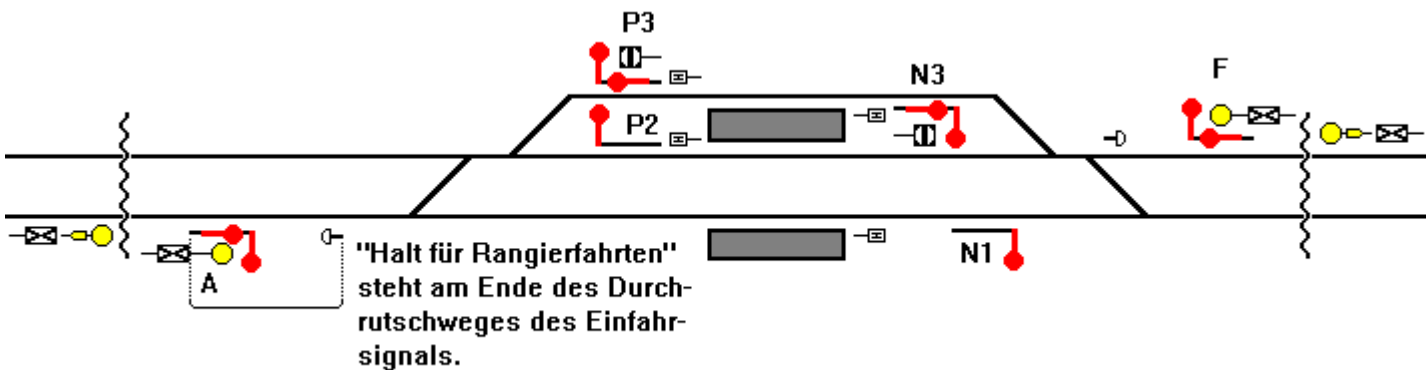 P3
N3
F
P2
A
"Halt für Rangierfahrten"
steht am Ende des Durch-
rutschweges des Einfahr-
signals.
N1